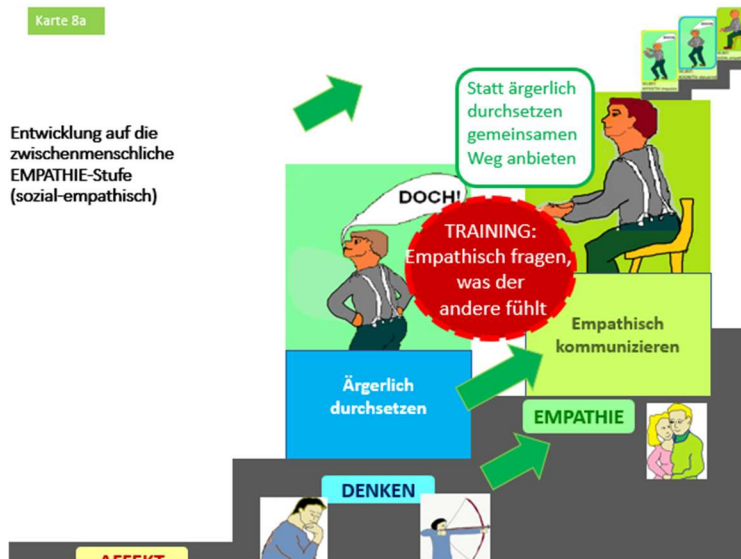 Karte 8a
Entwicklung auf die
zwischenmenschliche
EMPATHIE-Stufe
(sozial-empathisch)
Statt ärgerlich
durchsetzen
gemeinsamen
Weg anbieten
DOCH!
TRAINING:
Empathisch fragen,
was der
andere fühlt
Empathisch
kommunizieren
Ärgerlich
durchsetzen
EMPATHIE
DENKEN
AFFEKT